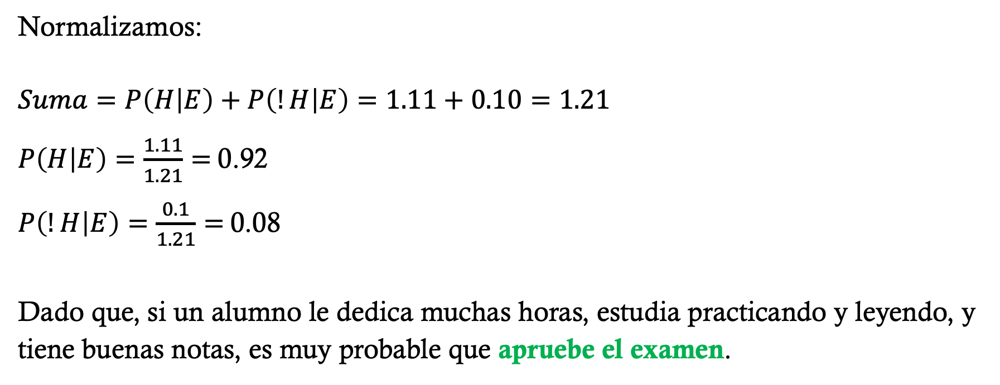 Normalizamos:
Suma = P(H|E) + P(! H|E) = 1.11 + 0.10 = 1.21
P(H|E) = 1.11/1.21 = 0.92
P(! H|E) = 0.1/1.21 = 0.08
Dado que, si un alumno le dedica muchas horas, estudia practicando y leyendo, y
tiene buenas notas, es muy probable que apruebe el examen.